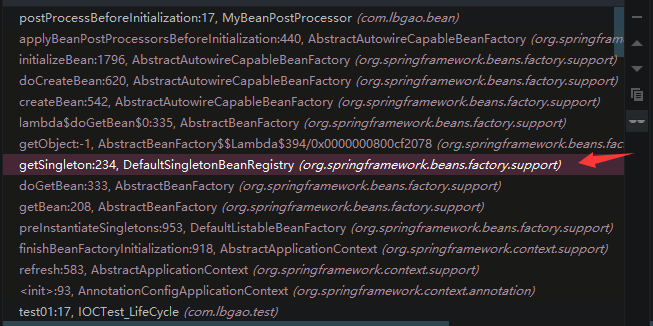 postProcessBeforeInitialization:17, MyBeanPostProcessor (com.lbgao.bean)
applyBeanPostProcessorsBeforeInitialization:440, AbstractAutowireCapableBeanFactory (org.springframework
initializeBean:1796, AbstractAutowireCapableBeanFactory (org.springframework.beans.factory.support)
doCreateBean:620, AbstractAutowireCapableBeanFactory (org.springframework.beans.factory.support)
createBean:542, AbstractAutowireCapableBeanFactory (org.springframework.beans.factory.support)
lambda$doGetBean$0:335, AbstractBeanFactory (org.springframework.beans.factory.support)
getObject:-1, AbstractBeanFactory$$Lambda$394/0x0000000800cf2078 (org.springframework.beans.fac
getSingleton:234, DefaultSingletonBeanRegistry (org.springframework.beans.factory.support)
doGetBean:333, AbstractBeanFactory (org.springframework.beans.factory.support)
getBean:208, AbstractBeanFactory (org.springframework.beans.factory.support)
preInstantiateSingletons:953, DefaultListableBeanFactory (org.springframework.beans.factory.support)
finishBeanFactoryInitialization:918, AbstractApplicationContext (org.springframework.context.support)
refresh:583, AbstractApplicationContext (org.springframework.context.support)
<init>:93, AnnotationConfigApplicationContext (org.springframework.context.annotation)
test01:17, IOCTest_LifeCycle (com.lbgao.test)